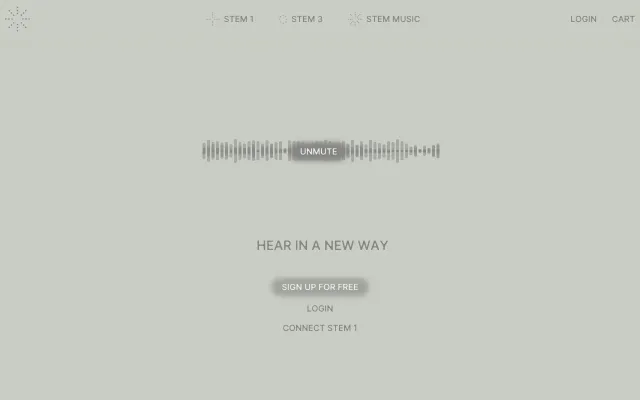 STEM 1
STEM 3
STEM MUSIC
LOGIN
CART
UNMUTE
HEAR IN A NEW WAY
SIGN UP FOR FREE
LOGIN
CONNECT STEM 1